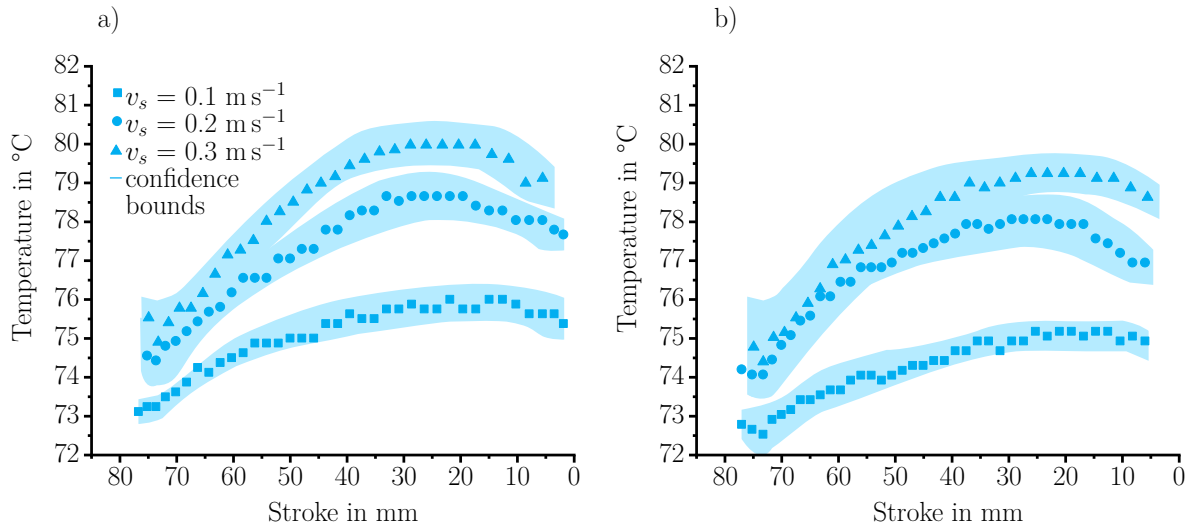 a)
Temperature in °C
82
81
80
79
78
77
76
75
74
73
72
v_s = 0.1 m s⁻¹
v_s = 0.2 m s⁻¹
v_s = 0.3 m s⁻¹
confidence
bounds
80 70 60 50 40 30 20 10 0
Stroke in mm
b)
Temperature in °C
82
81
80
79
78
77
76
75
74
73
72
80 70 60 50 40 30 20 10 0
Stroke in mm